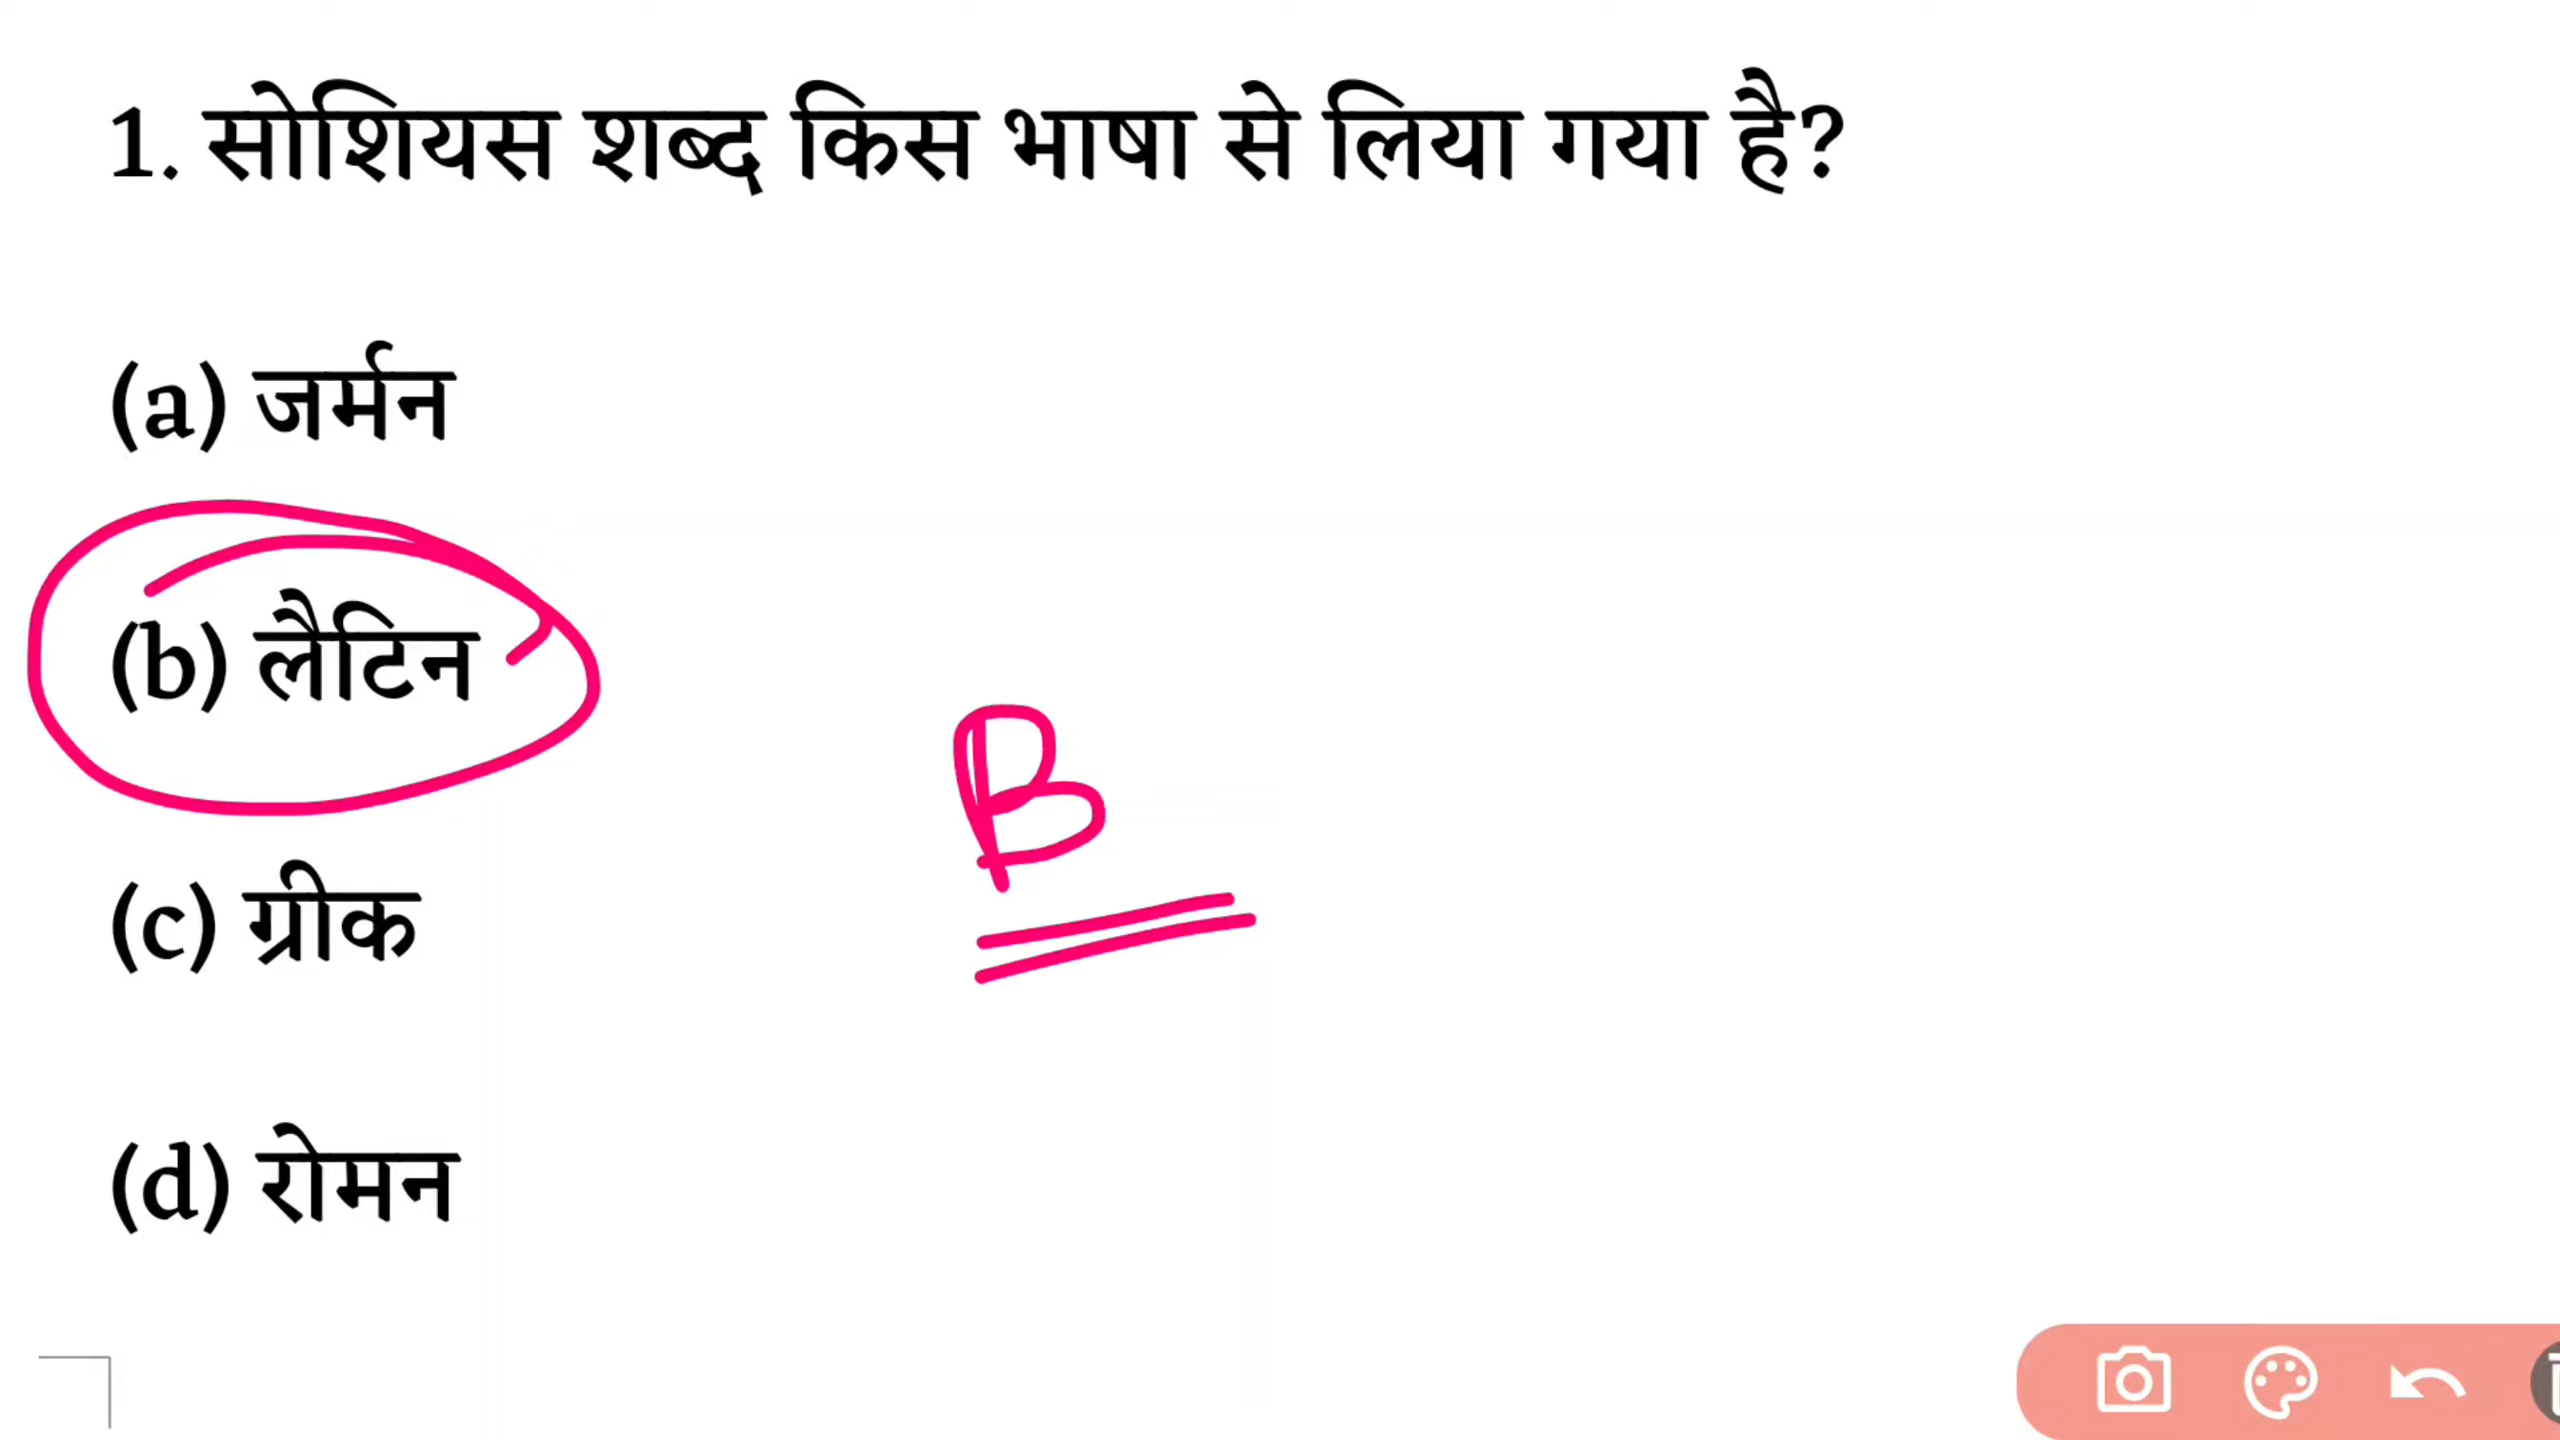 1. सोशियस शब्द किस भाषा से लिया गया है?
(a) जर्मन
(b) लैटिन
B
(c) ग्रीक
(d) रोमन